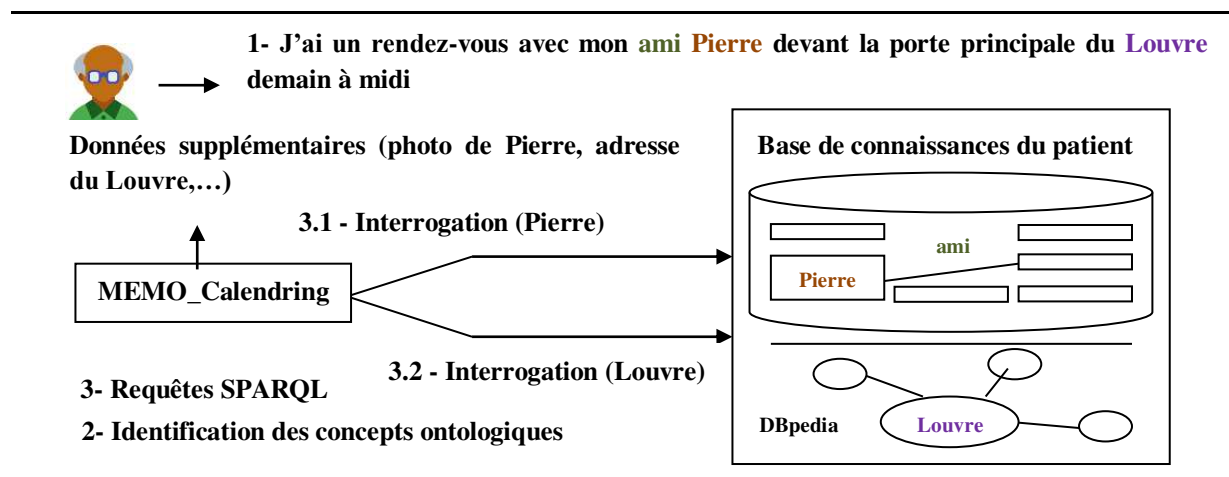 1- J'ai un rendez-vous avec mon ami Pierre devant la porte principale du Louvre
demain à midi
Données supplémentaires (photo de Pierre, adresse
du Louvre,…)
3.1 - Interrogation (Pierre)
MEMO_Calendring
3.2 - Interrogation (Louvre)
3- Requêtes SPARQL
2- Identification des concepts ontologiques
Base de connaissances du patient
ami
Pierre
DBpedia
Louvre